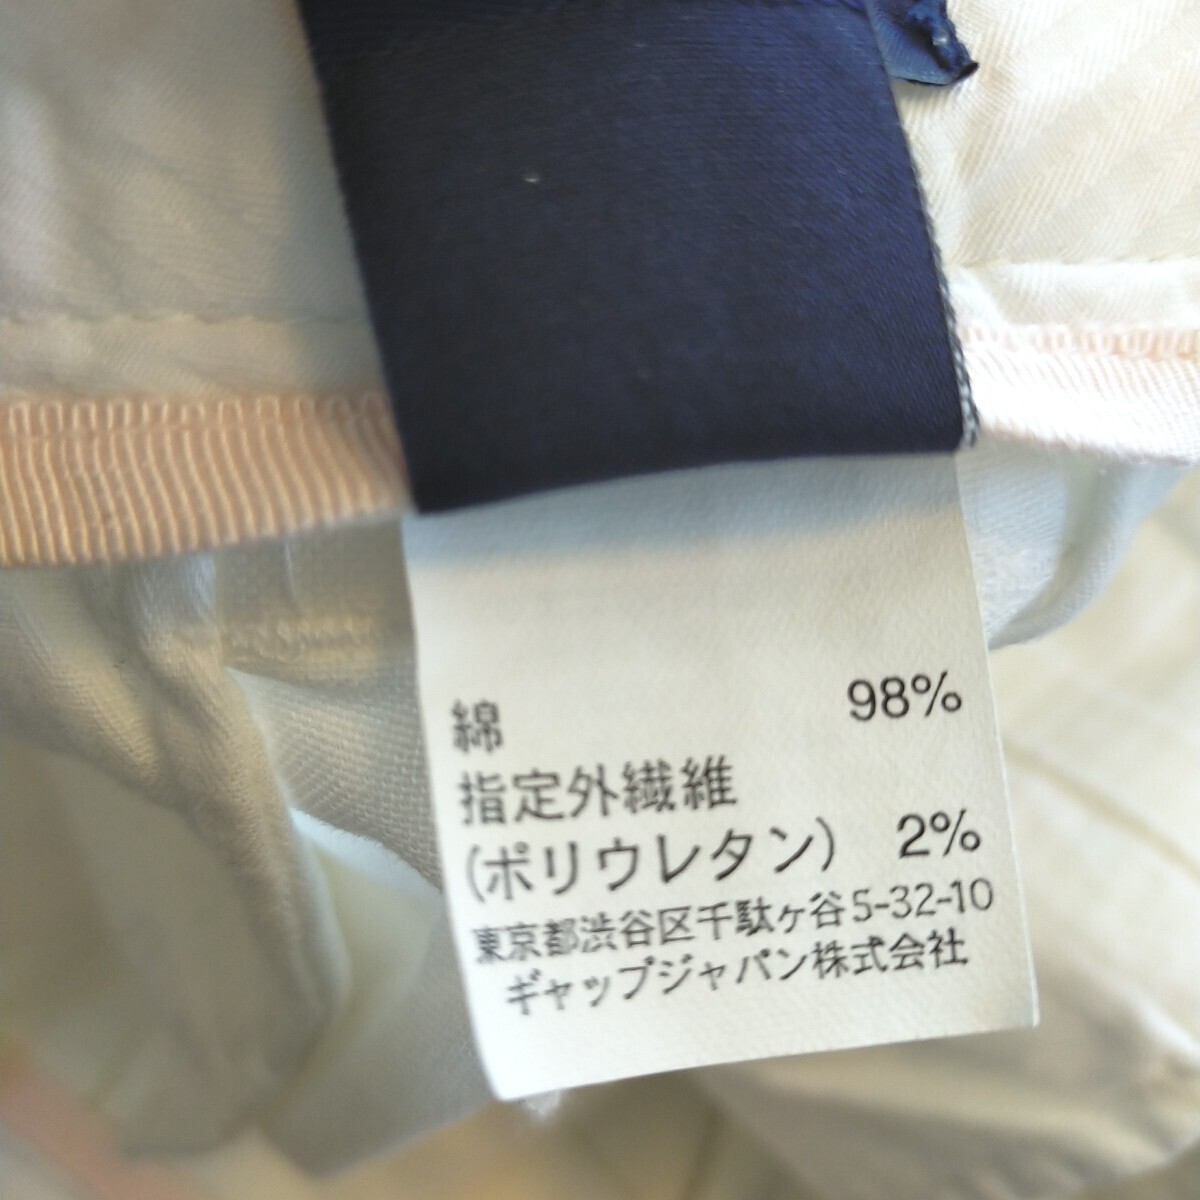 綿 98%
指定外繊維
(ポリウレタン) 2%
東京都渋谷区千駄ヶ谷5-32-10
ギャップジャパン株式会社